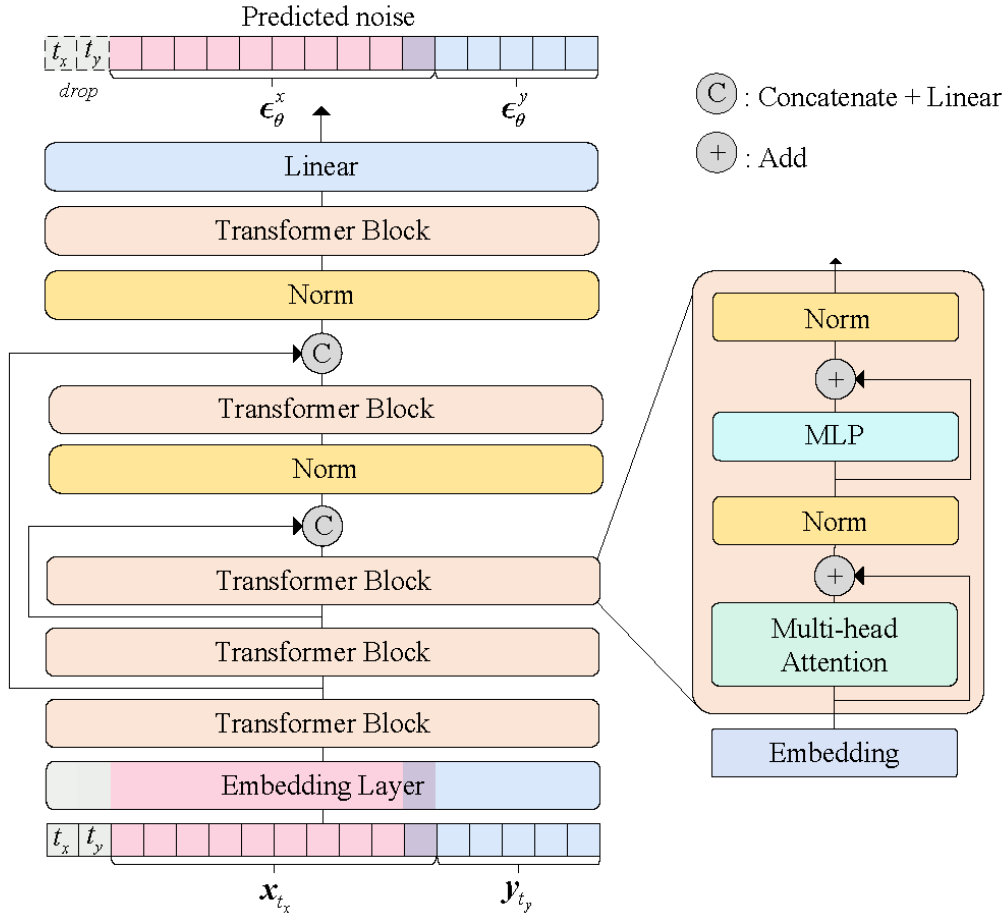 Predicted noise
t_x t_y
drop
ϵ_θ^x ϵ_θ^y
C : Concatenate + Linear
+ : Add
Linear
Transformer Block
Norm
C
Transformer Block
Norm
C
Transformer Block
Transformer Block
Transformer Block
Embedding Layer
t_x t_y
x_{t_x} y_{t_y}
Norm
+
MLP
Norm
+
Multi-head
Attention
Embedding